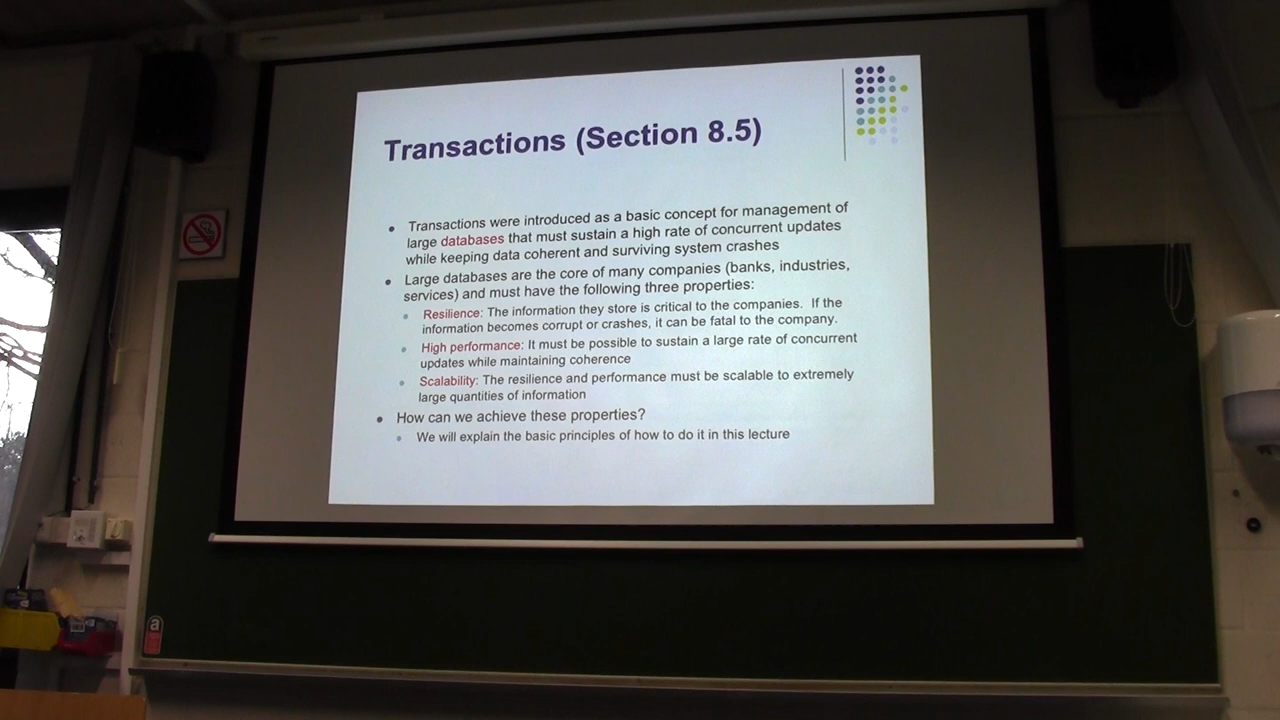 Transactions (Section 8.5)
Transactions were introduced as a basic concept for management of
large databases that must sustain a high rate of concurrent updates
while keeping data coherent and surviving system crashes
Large databases are the core of many companies (banks, industries,
services) and must have the following three properties:
Resilience: The information they store is critical to the companies. If the
information becomes corrupt or crashes, it can be fatal to the company.
High performance: It must be possible to sustain a large rate of concurrent
updates while maintaining coherence
Scalability: The resilience and performance must be scalable to extremely
large quantities of information
How can we achieve these properties?
We will explain the basic principles of how to do it in this lecture
a